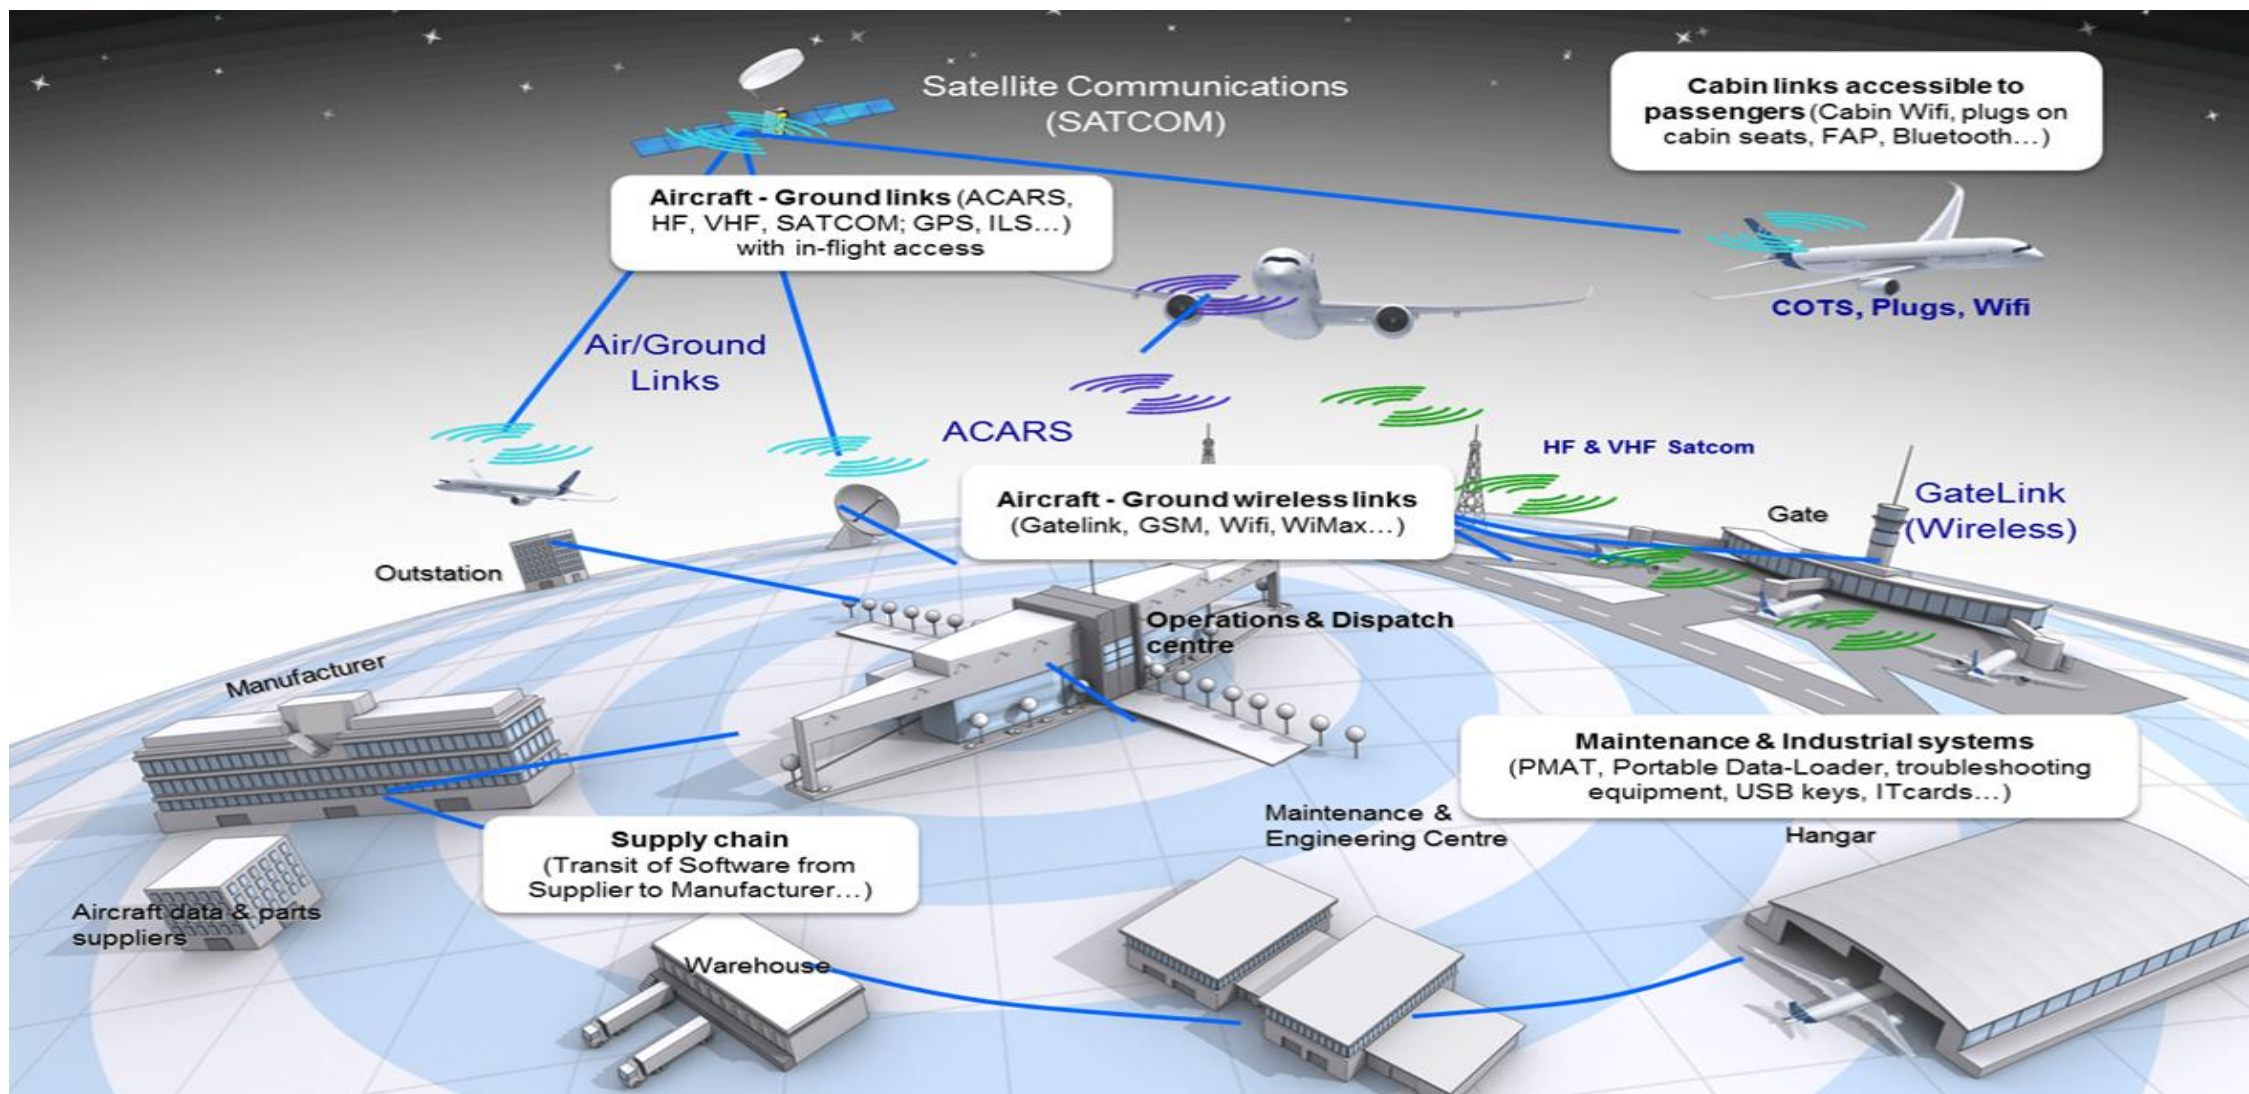 Satellite Communications
(SATCOM)
Cabin links accessible to
passengers (Cabin Wifi, plugs on
cabin seats, FAP, Bluetooth...)
Aircraft - Ground links (ACARS,
HF, VHF, SATCOM; GPS, ILS...)
with in-flight access
COTS, Plugs, Wifi
Air/Ground
Links
ACARS
HF & VHF Satcom
Aircraft - Ground wireless links
(Gatelink, GSM, Wifi, WiMax...)
GateLink
(Wireless)
Gate
Outstation
Operations & Dispatch
centre
Manufacturer
Maintenance & Industrial systems
(PMAT, Portable Data-Loader, troubleshooting
equipment, USB keys, ITcards...)
Maintenance &
Engineering Centre
Hangar
Supply chain
(Transit of Software from
Supplier to Manufacturer...)
Aircraft data & parts
suppliers
Warehouse